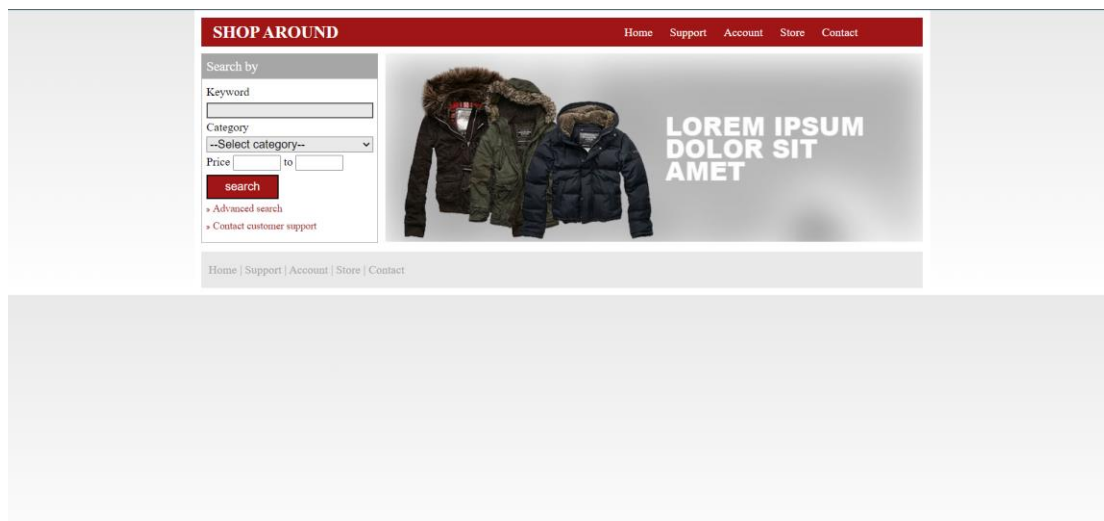 SHOP AROUND
Home Support Account Store Contact
Search by
Keyword
Category
--Select category--
Price to
search
» Advanced search
» Contact customer support
LOREM IPSUM
DOLOR SIT
AMET
Home | Support | Account | Store | Contact